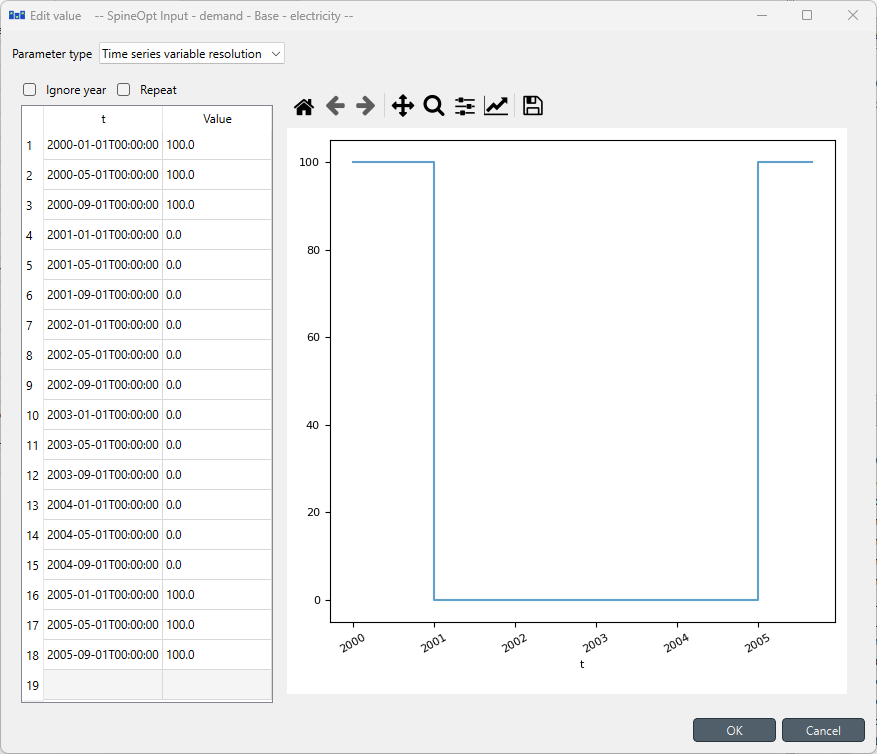 Edit value -- SpineOpt Input - demand - Base - electricity --
Parameter type Time series variable resolution
Ignore year Repeat
t Value
1 2000-01-01T00:00:00 100.0
2 2000-05-01T00:00:00 100.0
3 2000-09-01T00:00:00 100.0
4 2001-01-01T00:00:00 0.0
5 2001-05-01T00:00:00 0.0
6 2001-09-01T00:00:00 0.0
7 2002-01-01T00:00:00 0.0
8 2002-05-01T00:00:00 0.0
9 2002-09-01T00:00:00 0.0
10 2003-01-01T00:00:00 0.0
11 2003-05-01T00:00:00 0.0
12 2003-09-01T00:00:00 0.0
13 2004-01-01T00:00:00 0.0
14 2004-05-01T00:00:00 0.0
15 2004-09-01T00:00:00 0.0
16 2005-01-01T00:00:00 100.0
17 2005-05-01T00:00:00 100.0
18 2005-09-01T00:00:00 100.0
19
100
80
60
40
20
0
2000 2001 2002 2003 2004 2005
t
OK Cancel